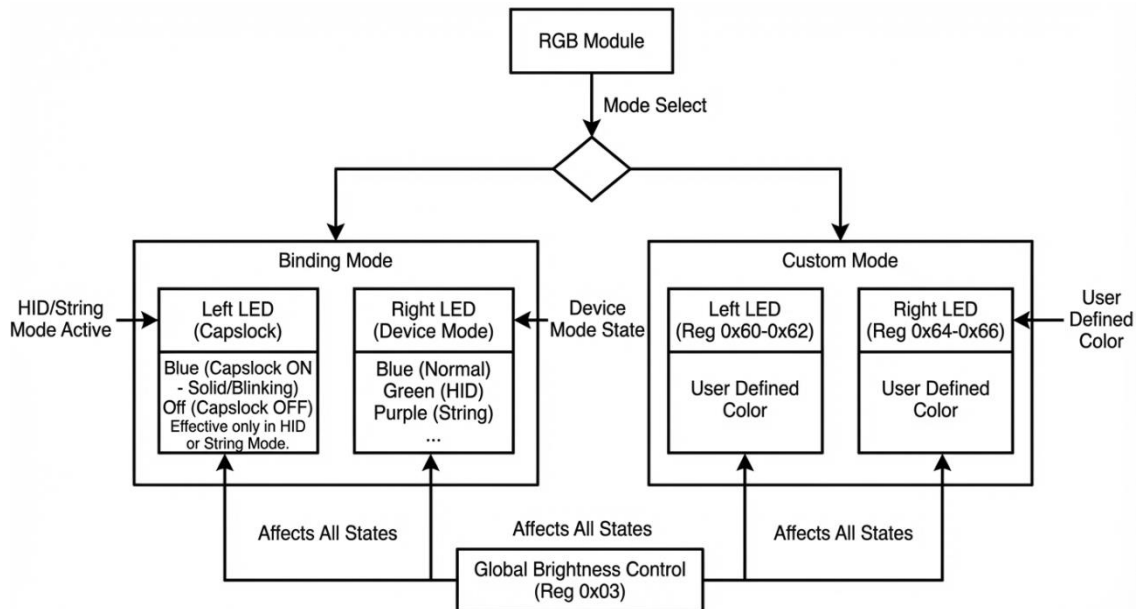 RGB Module
Mode Select
Binding Mode
HID/String
Mode Active
Left LED
(Capslock)
Blue (Capslock ON
- Solid/Blinking)
Off (Capslock OFF)
Effective only in HID
or String Mode.
Right LED
(Device Mode)
Blue (Normal)
Green (HID)
Purple (String)
...
Device
Mode State
Custom Mode
Left LED
(Reg 0x60-0x62)
User Defined
Color
Right LED
(Reg 0x64-0x66)
User Defined
Color
User
Defined
Color
Affects All States
Affects All States
Affects All States
Global Brightness Control
(Reg 0x03)